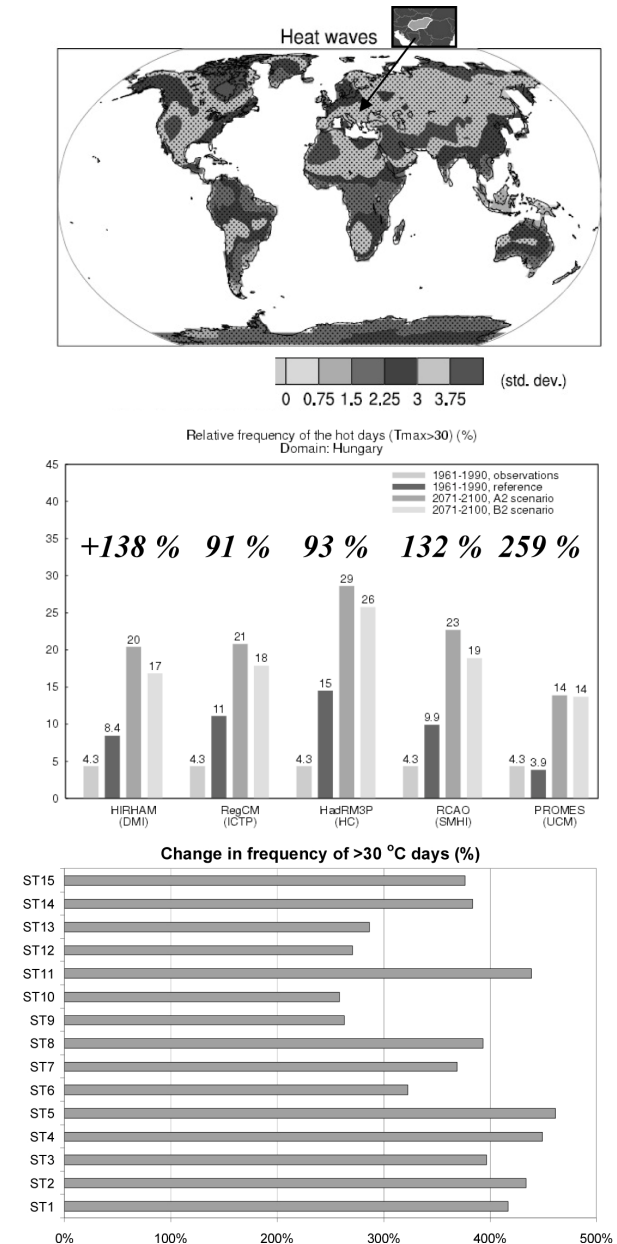 Heat waves
0 0.75 1.5 2.25 3 3.75
(std. dev.)
Relative frequency of the hot days (Tmax>30) (%)
Domain: Hungary
45
40
35
30
25
20
15
10
5
0
1961-1990, observations
1961-1990, reference
2071-2100, A2 scenario
2071-2100, B2 scenario
+138 % 91 % 93 % 132 % 259 %
4.3 8.4 20 17
4.3 11 21 18
4.3 15 29 26
4.3 9.9 23 19
4.3 3.9 14 14
HIRHAM RegCM HadRM3P RCAO PROMES
(DMI) (ICTP) (HC) (SMHI) (UCM)
Change in frequency of >30 °C days (%)
ST15
ST14
ST13
ST12
ST11
ST10
ST9
ST8
ST7
ST6
ST5
ST4
ST3
ST2
ST1
0% 100% 200% 300% 400% 500%